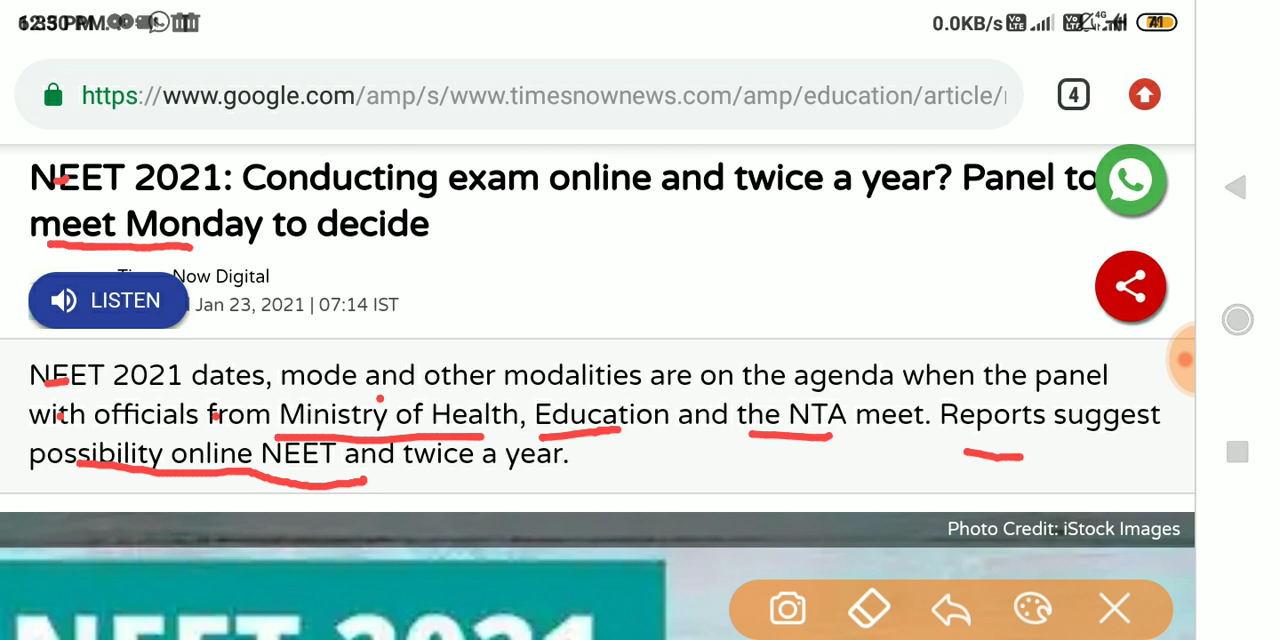 0.0KB/s
71
https://www.google.com/amp/s/www.timesnownews.com/amp/education/article/
4
NEET 2021: Conducting exam online and twice a year? Panel to
meet Monday to decide
Now Digital
LISTEN
Jan 23, 2021 | 07:14 IST
NEET 2021 dates, mode and other modalities are on the agenda when the panel
with officials from Ministry of Health, Education and the NTA meet. Reports suggest
possibility online NEET and twice a year.
Photo Credit: iStock Images
NEET 2021